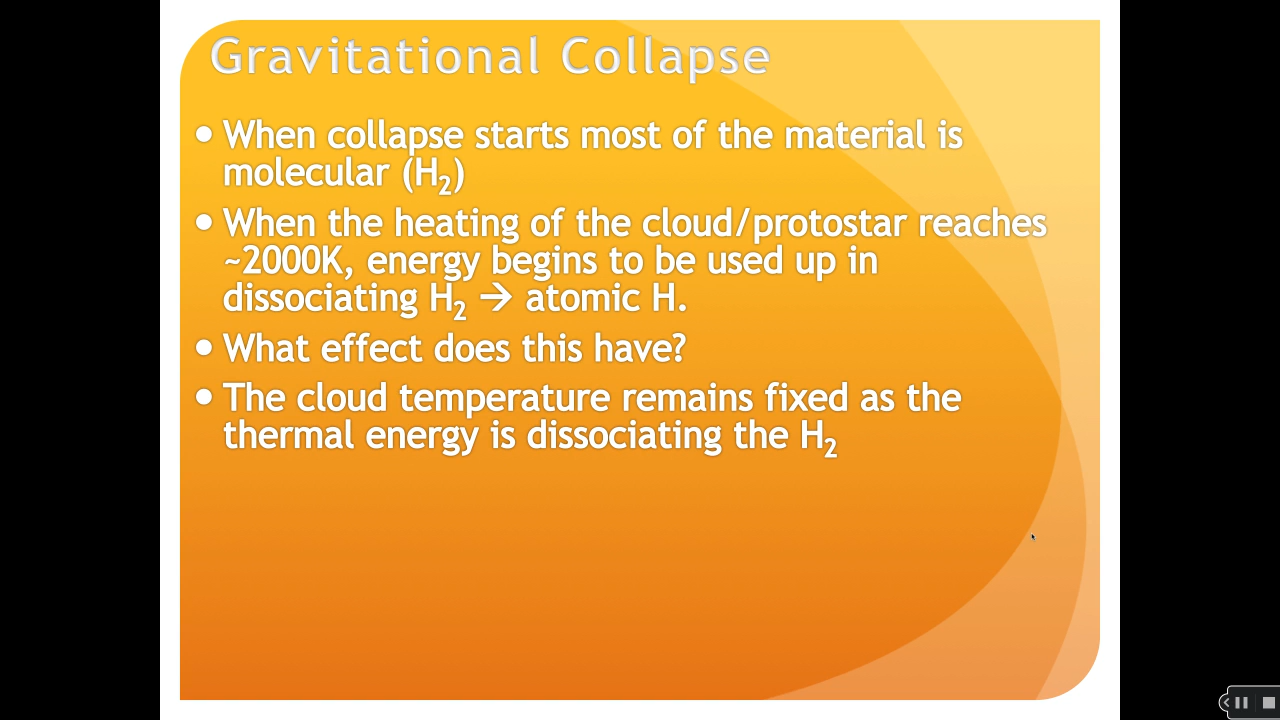 Gravitational Collapse
• When collapse starts most of the material is
molecular (H₂)
• When the heating of the cloud/protostar reaches
~2000K, energy begins to be used up in
dissociating H₂ → atomic H.
• What effect does this have?
• The cloud temperature remains fixed as the
thermal energy is dissociating the H₂